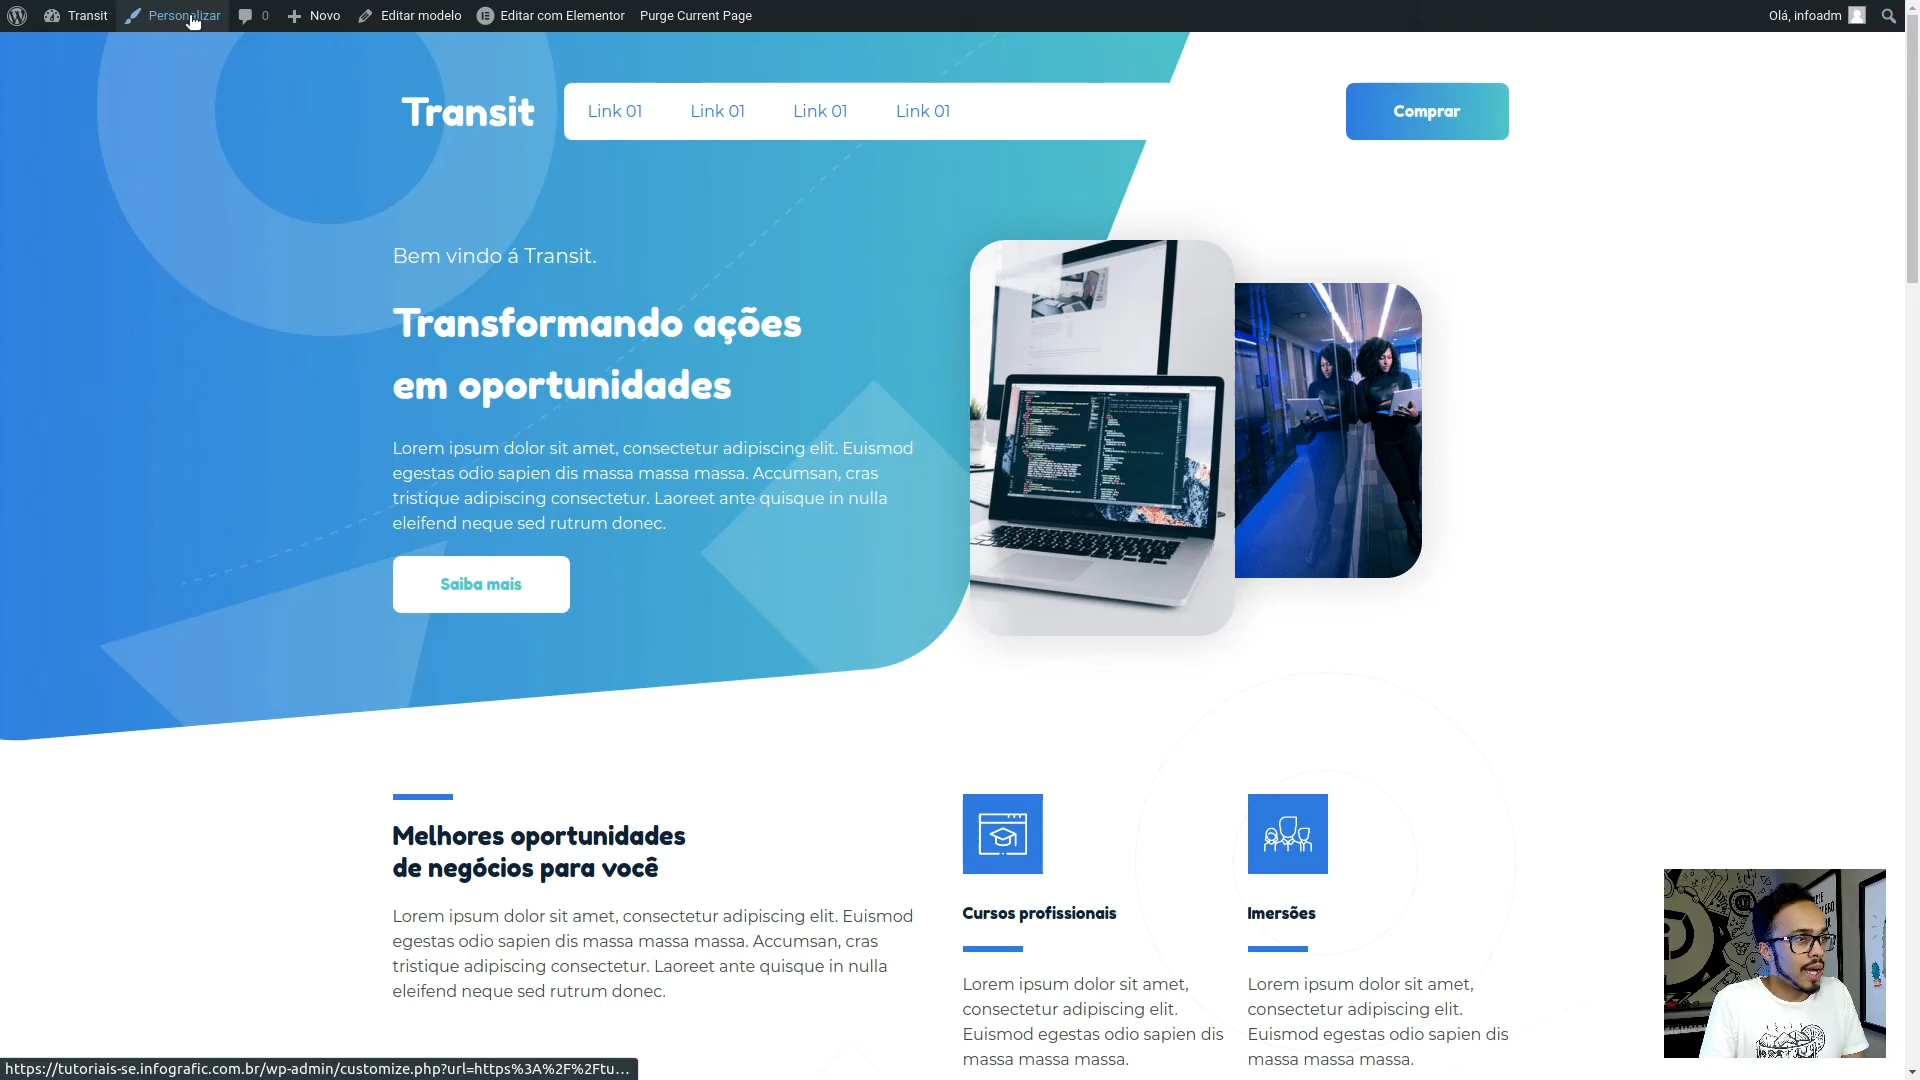 Transit
Personalizar
0
Novo
Editar modelo
Editar com Elementor
Purge Current Page
Olá, infoadm
Transit
Link 01
Link 01
Link 01
Link 01
Comprar
Bem vindo á Transit.
Transformando ações
em oportunidades
Lorem ipsum dolor sit amet, consectetur adipiscing elit. Euismod
egestas odio sapien dis massa massa massa. Accumsan, cras
tristique adipiscing consectetur. Laoreet ante quisque in nulla
eleifend neque sed rutrum donec.
Saiba mais
Melhores oportunidades
de negócios para você
Lorem ipsum dolor sit amet, consectetur adipiscing elit. Euismod
egestas odio sapien dis massa massa massa. Accumsan, cras
tristique adipiscing consectetur. Laoreet ante quisque in nulla
eleifend neque sed rutrum donec.
Cursos profissionais
Lorem ipsum dolor sit amet,
consectetur adipiscing elit.
Euismod egestas odio sapien dis
massa massa massa.
Imersões
Lorem ipsum dolor sit amet,
consectetur adipiscing elit.
Euismod egestas odio sapien dis
massa massa massa.
https://tutoriais-se.infografic.com.br/wp-admin/customize.php?url=https%3A%2F%2Ftu...